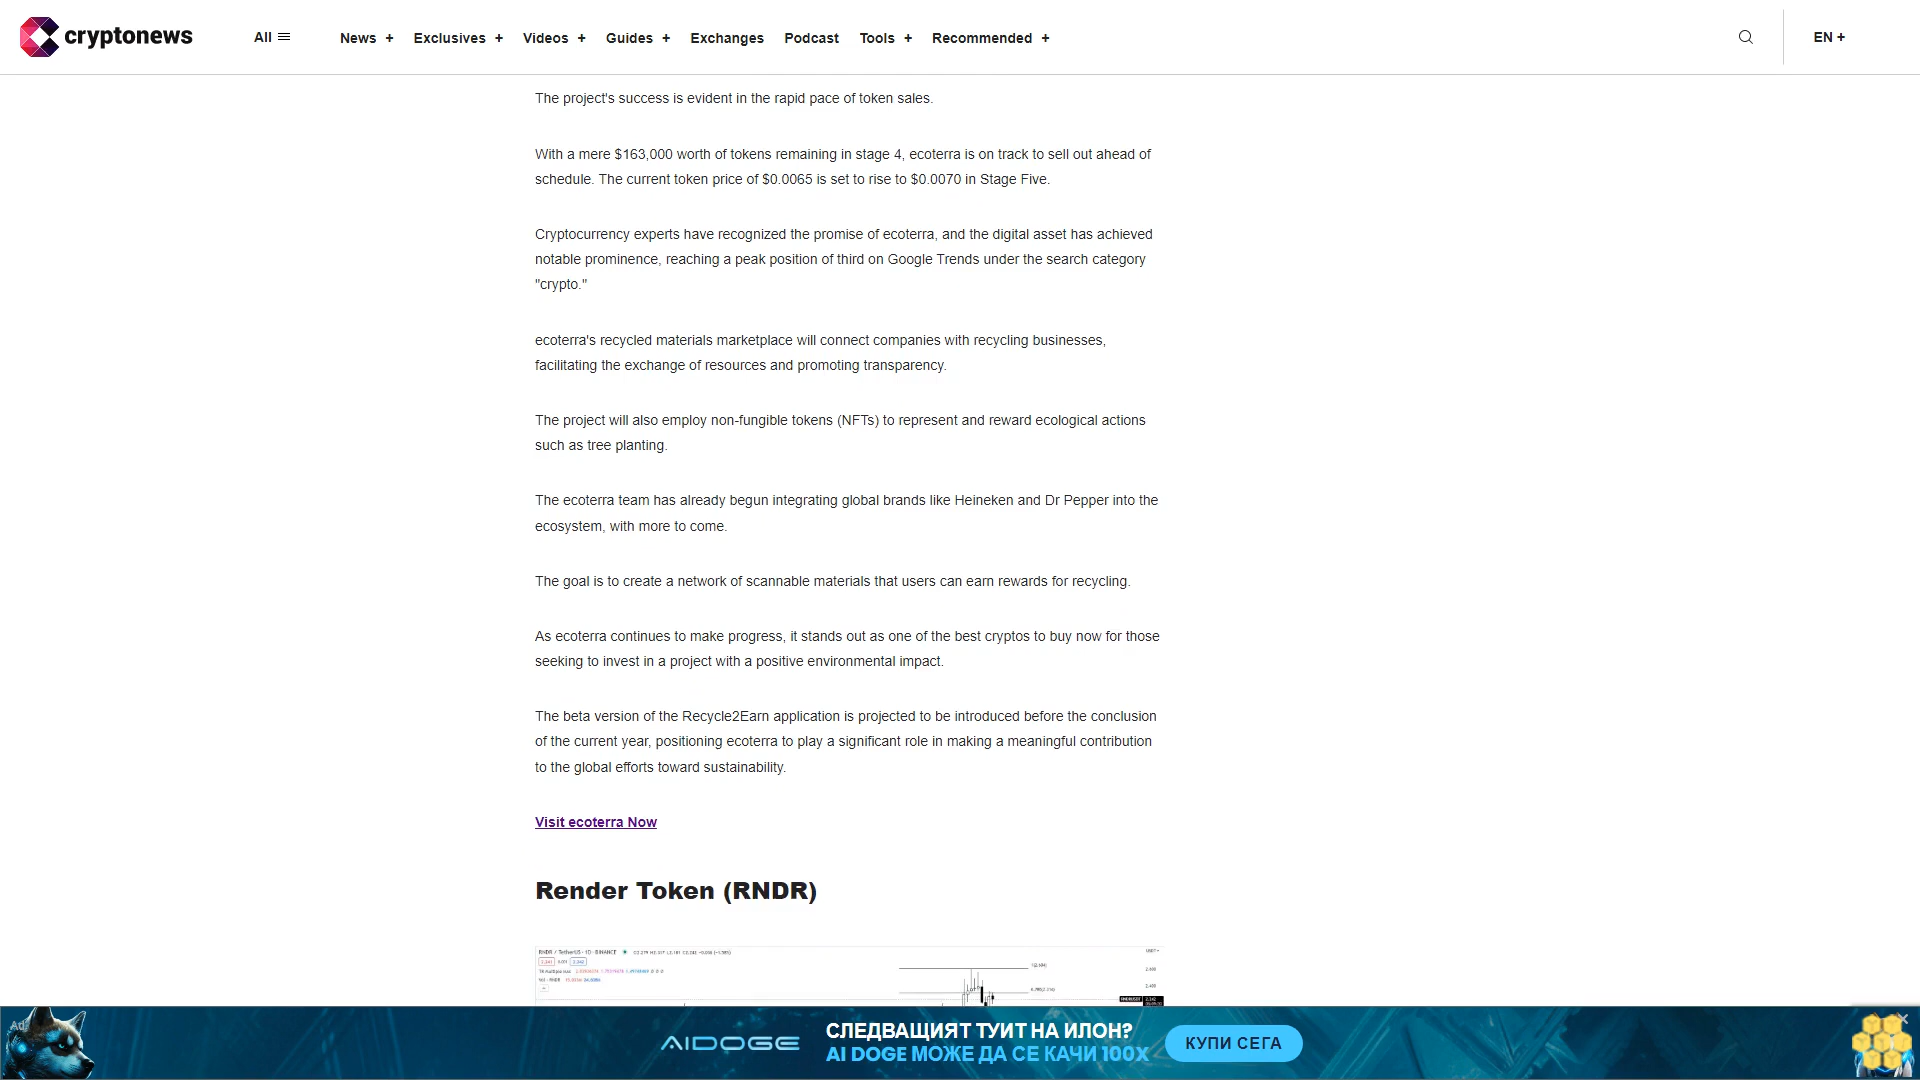 cryptonews
All
News +
Exclusives +
Videos +
Guides +
Exchanges
Podcast
Tools +
Recommended +
EN +
The project's success is evident in the rapid pace of token sales.
With a mere $163,000 worth of tokens remaining in stage 4, ecoterra is on track to sell out ahead of
schedule. The current token price of $0.0065 is set to rise to $0.0070 in Stage Five.
Cryptocurrency experts have recognized the promise of ecoterra, and the digital asset has achieved
notable prominence, reaching a peak position of third on Google Trends under the search category
"crypto."
ecoterra's recycled materials marketplace will connect companies with recycling businesses,
facilitating the exchange of resources and promoting transparency.
The project will also employ non-fungible tokens (NFTs) to represent and reward ecological actions
such as tree planting.
The ecoterra team has already begun integrating global brands like Heineken and Dr Pepper into the
ecosystem, with more to come.
The goal is to create a network of scannable materials that users can earn rewards for recycling.
As ecoterra continues to make progress, it stands out as one of the best cryptos to buy now for those
seeking to invest in a project with a positive environmental impact.
The beta version of the Recycle2Earn application is projected to be introduced before the conclusion
of the current year, positioning ecoterra to play a significant role in making a meaningful contribution
to the global efforts toward sustainability.
Visit ecoterra Now
Render Token (RNDR)
RNDR / TetherUS · 1D · BINANCE
Ad
AIDOGE
СЛЕДВАЩИЯТ ТУИТ НА ИЛОН?
AI DOGE МОЖЕ ДА СЕ КАЧИ 100X
КУПИ СЕГА